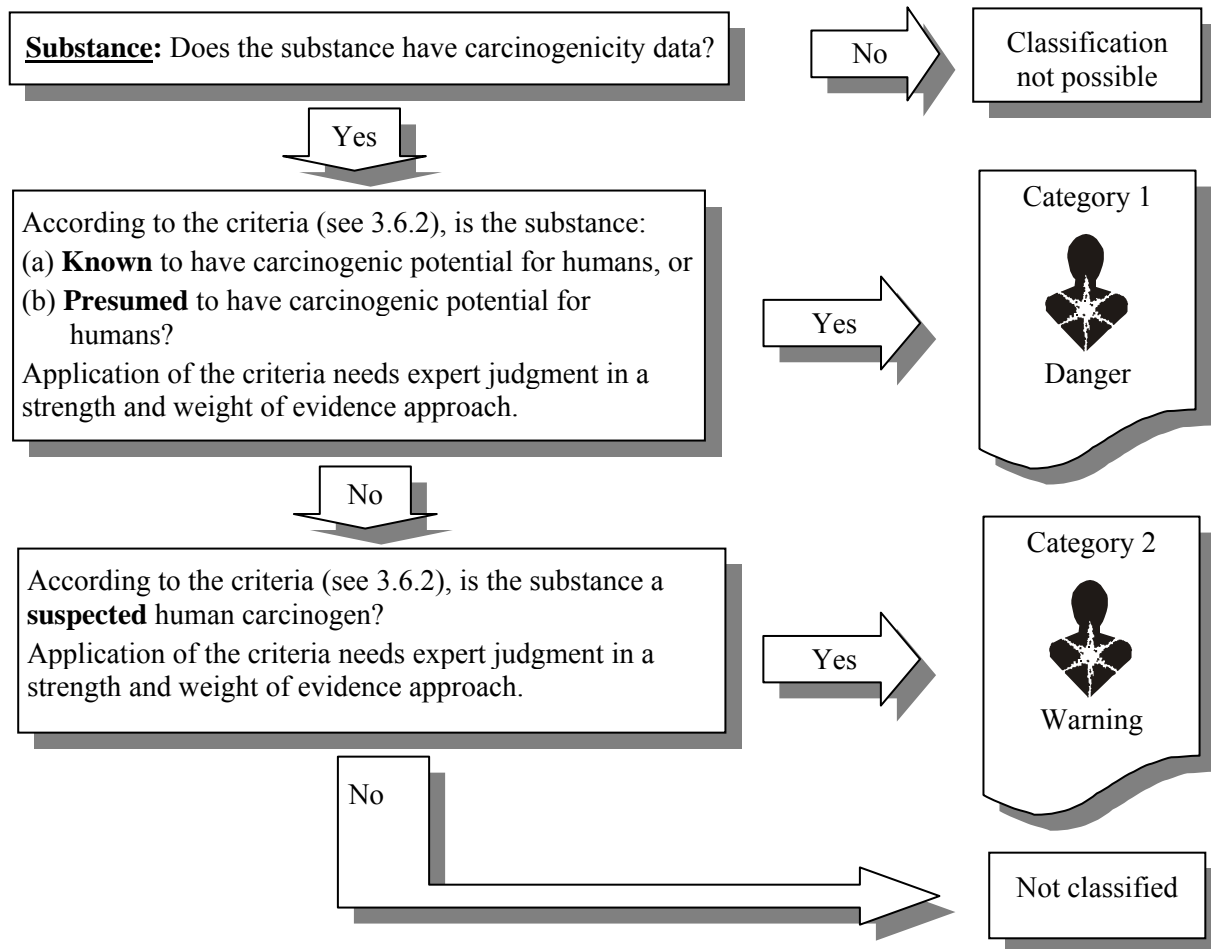 Substance: Does the substance have carcinogenicity data?
No
Classification
not possible
Yes
According to the criteria (see 3.6.2), is the substance:
(a) Known to have carcinogenic potential for humans, or
(b) Presumed to have carcinogenic potential for
humans?
Application of the criteria needs expert judgment in a
strength and weight of evidence approach.
Yes
Category 1
Danger
No
According to the criteria (see 3.6.2), is the substance a
suspected human carcinogen?
Application of the criteria needs expert judgment in a
strength and weight of evidence approach.
Yes
Category 2
Warning
No
Not classified